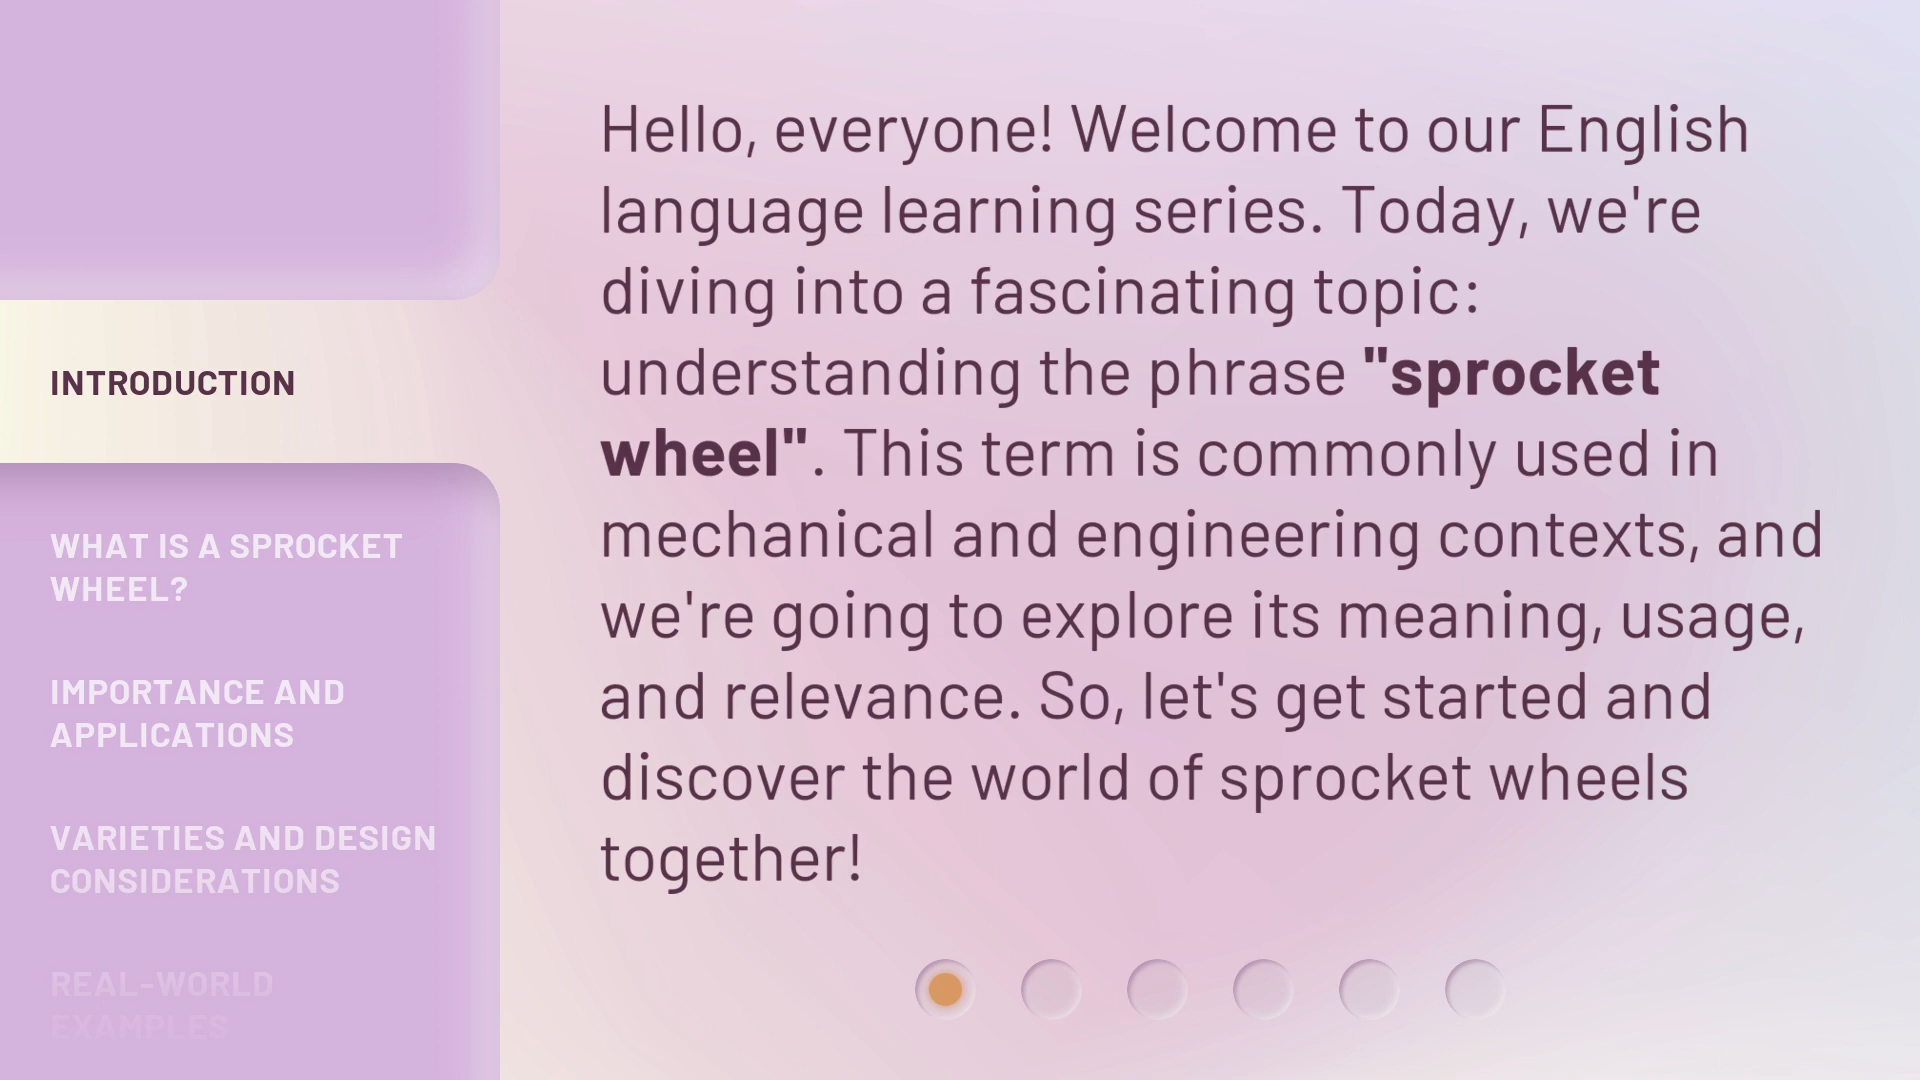 INTRODUCTION
WHAT IS A SPROCKET
WHEEL?
IMPORTANCE AND
APPLICATIONS
VARIETIES AND DESIGN
CONSIDERATIONS
REAL-WORLD
EXAMPLES
Hello, everyone! Welcome to our English
language learning series. Today, we're
diving into a fascinating topic:
understanding the phrase "sprocket
wheel". This term is commonly used in
mechanical and engineering contexts, and
we're going to explore its meaning, usage,
and relevance. So, let's get started and
discover the world of sprocket wheels
together!